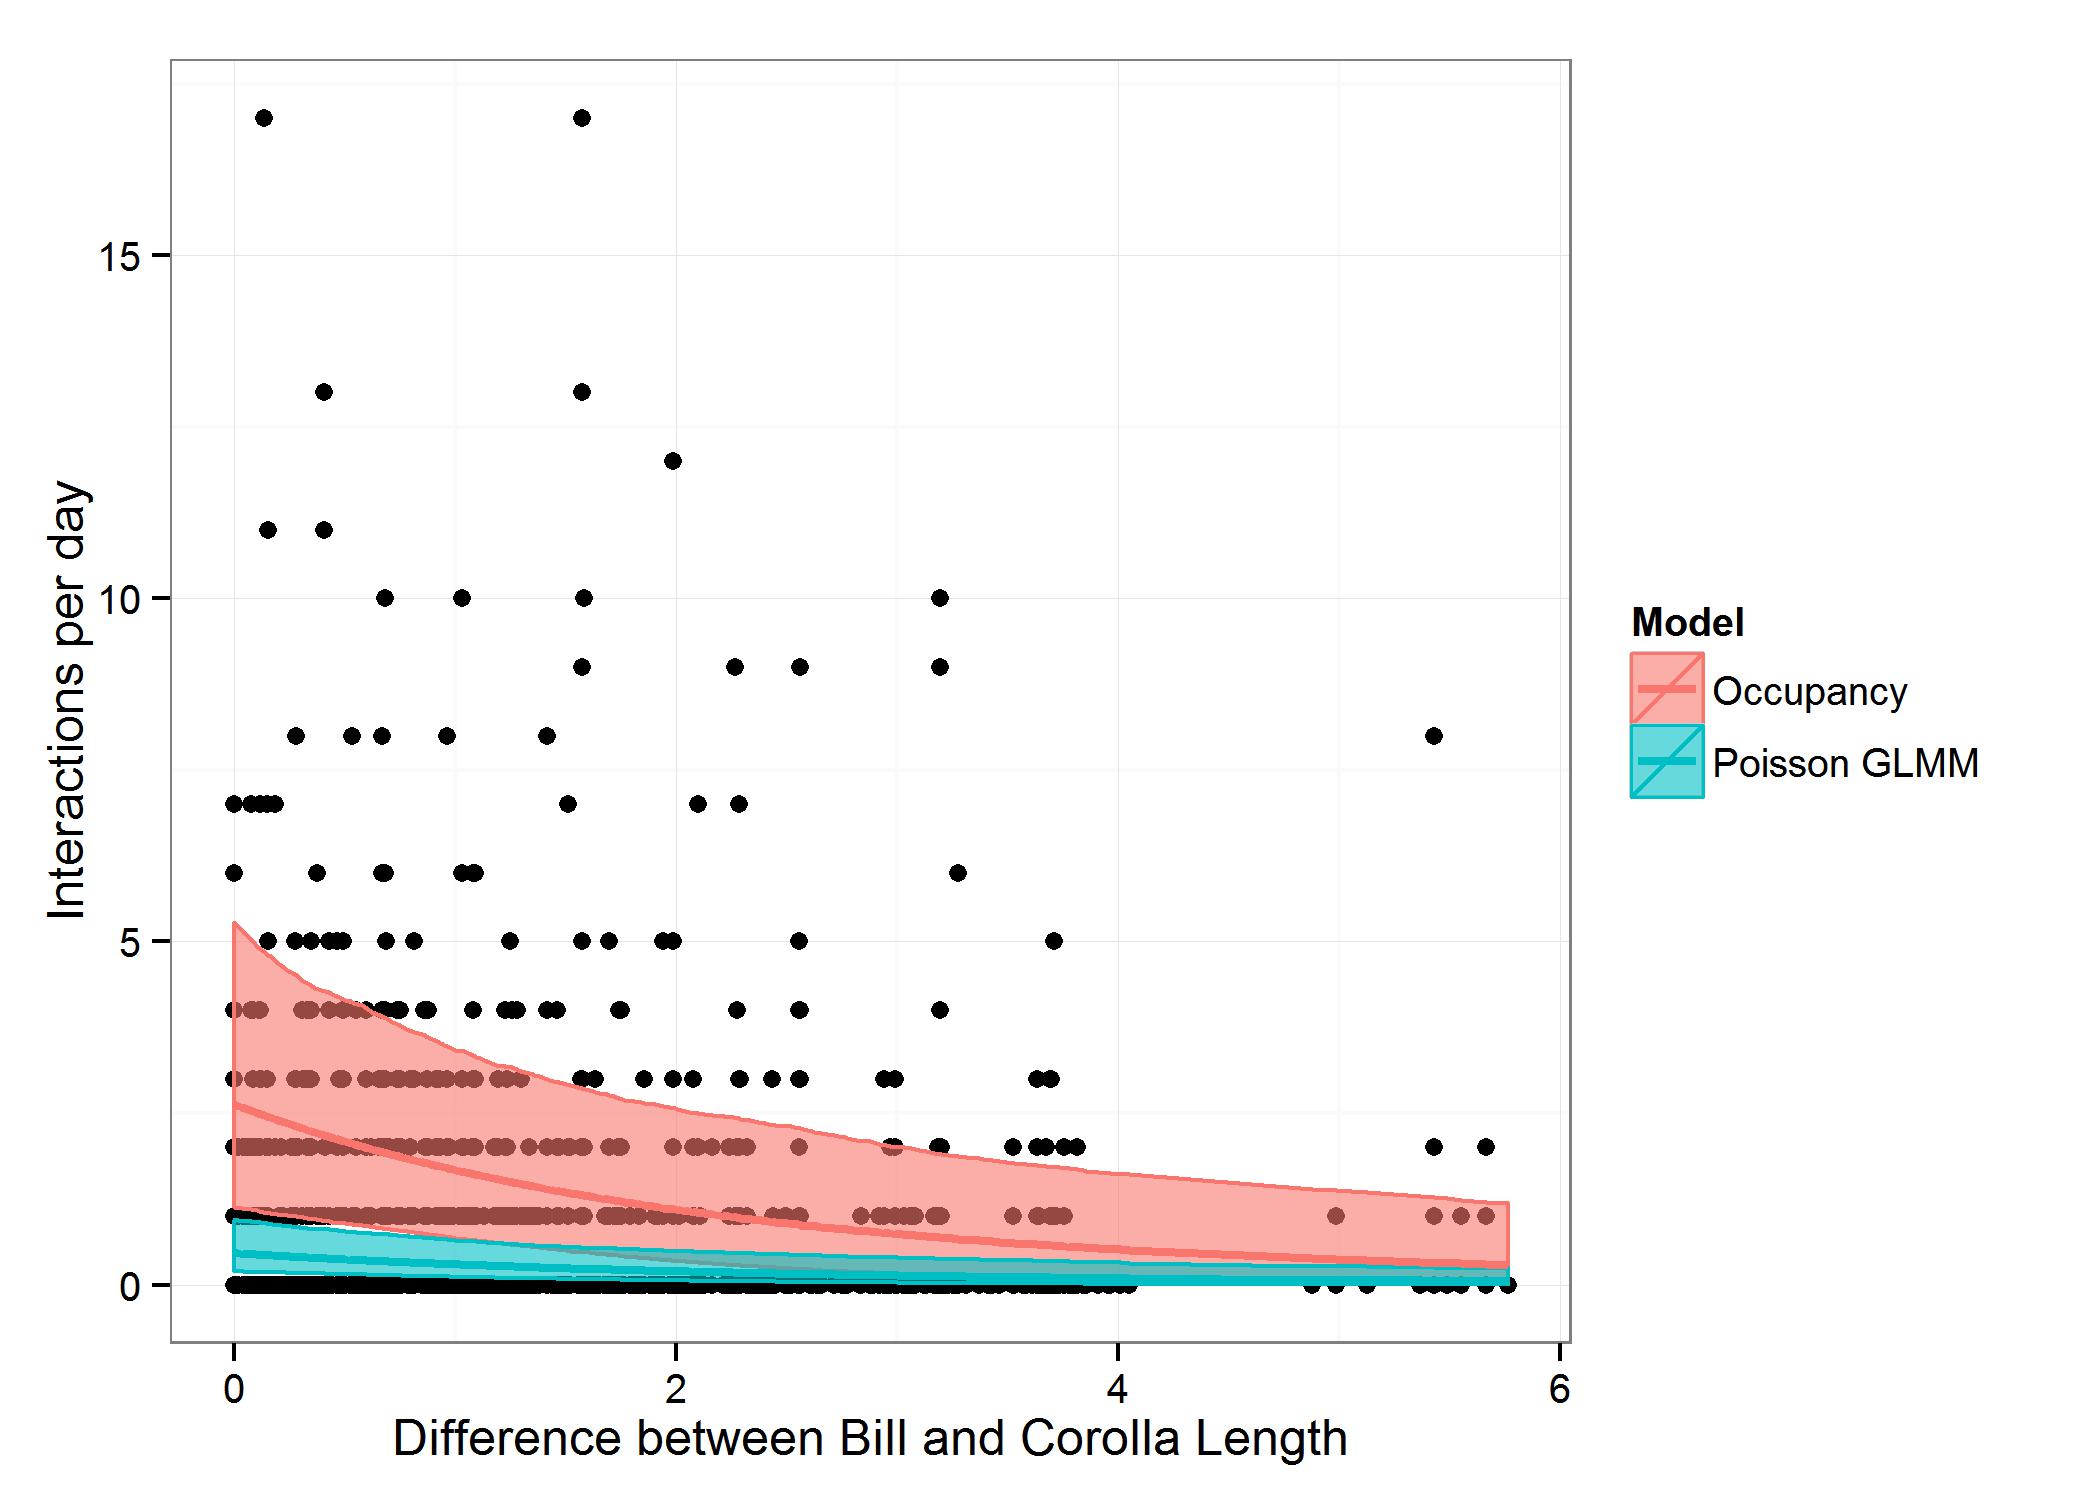 15
10
5
0
Interactions per day
0 2 4 6
Difference between Bill and Corolla Length
Model
Occupancy
Poisson GLMM